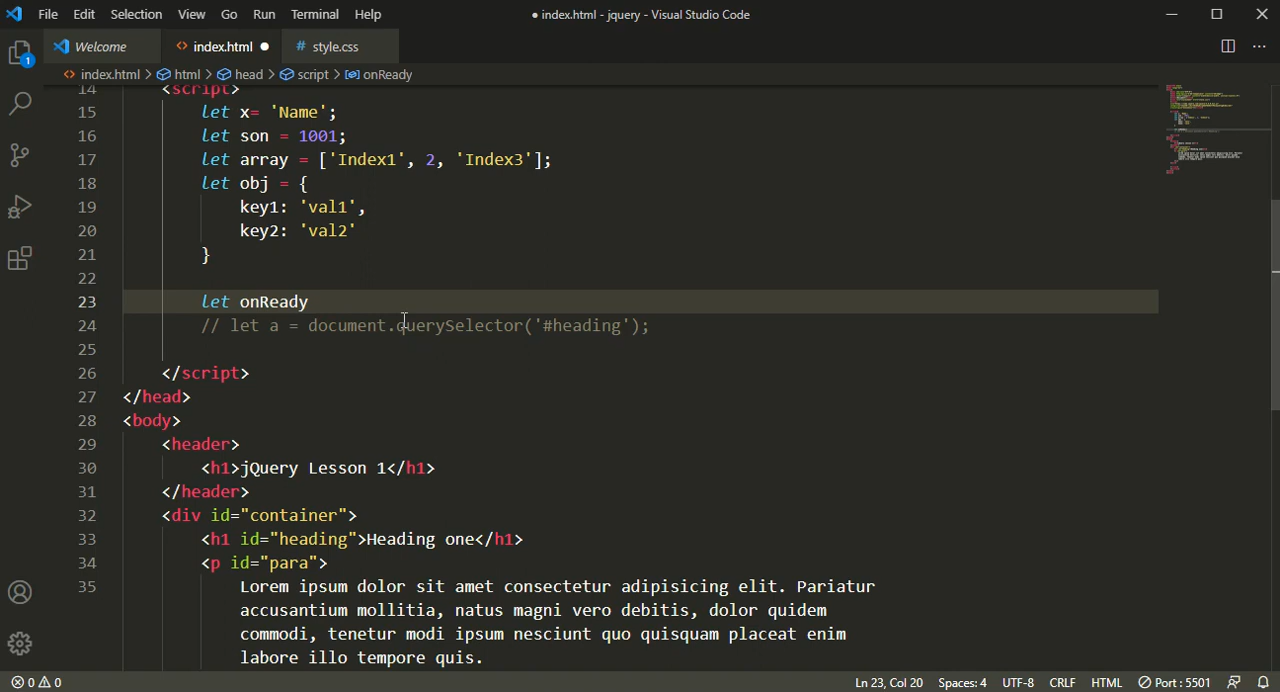 File Edit Selection View Go Run Terminal Help ● index.html - jquery - Visual Studio Code
Welcome <> index.html ● # style.css
<> index.html > html > head > script > onReady
14 <script>
15 let x= 'Name';
16 let son = 1001;
17 let array = ['Index1', 2, 'Index3'];
18 let obj = {
19 key1: 'val1',
20 key2: 'val2'
21 }
22
23 let onReady
24 // let a = document.querySelector('#heading');
25
26 </script>
27 </head>
28 <body>
29 <header>
30 <h1>jQuery Lesson 1</h1>
31 </header>
32 <div id="container">
33 <h1 id="heading">Heading one</h1>
34 <p id="para">
35 Lorem ipsum dolor sit amet consectetur adipisicing elit. Pariatur
accusantium mollitia, natus magni vero debitis, dolor quidem
commodi, tenetur modi ipsum nesciunt quo quisquam placeat enim
labore illo tempore quis.
1
0 0 Ln 23, Col 20 Spaces: 4 UTF-8 CRLF HTML Port : 5501